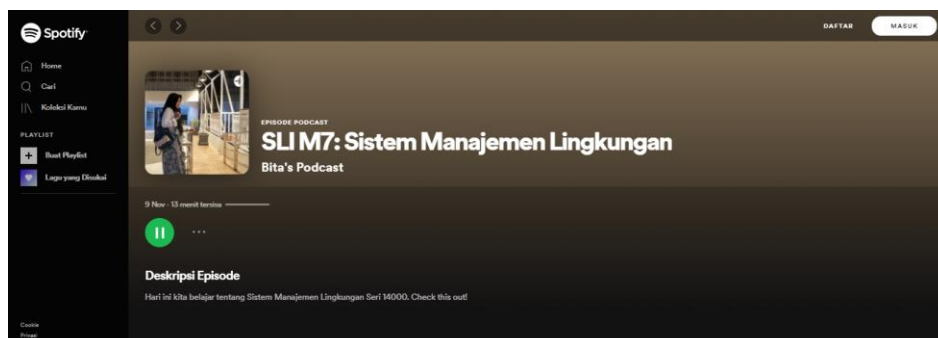 Spotify
Home
Cari
Koleksi Kamu
PLAYLIST
Buat Playlist
Lagu yang Disukai
Cookie
Privasi
DAFTAR
MASUK
EPISODE PODCAST
SLI M7: Sistem Manajemen Lingkungan
Bita's Podcast
9 Nov · 13 menit tersisa
Deskripsi Episode
Hari ini kita belajar tentang Sistem Manajemen Lingkungan Seri 14000. Check this out!